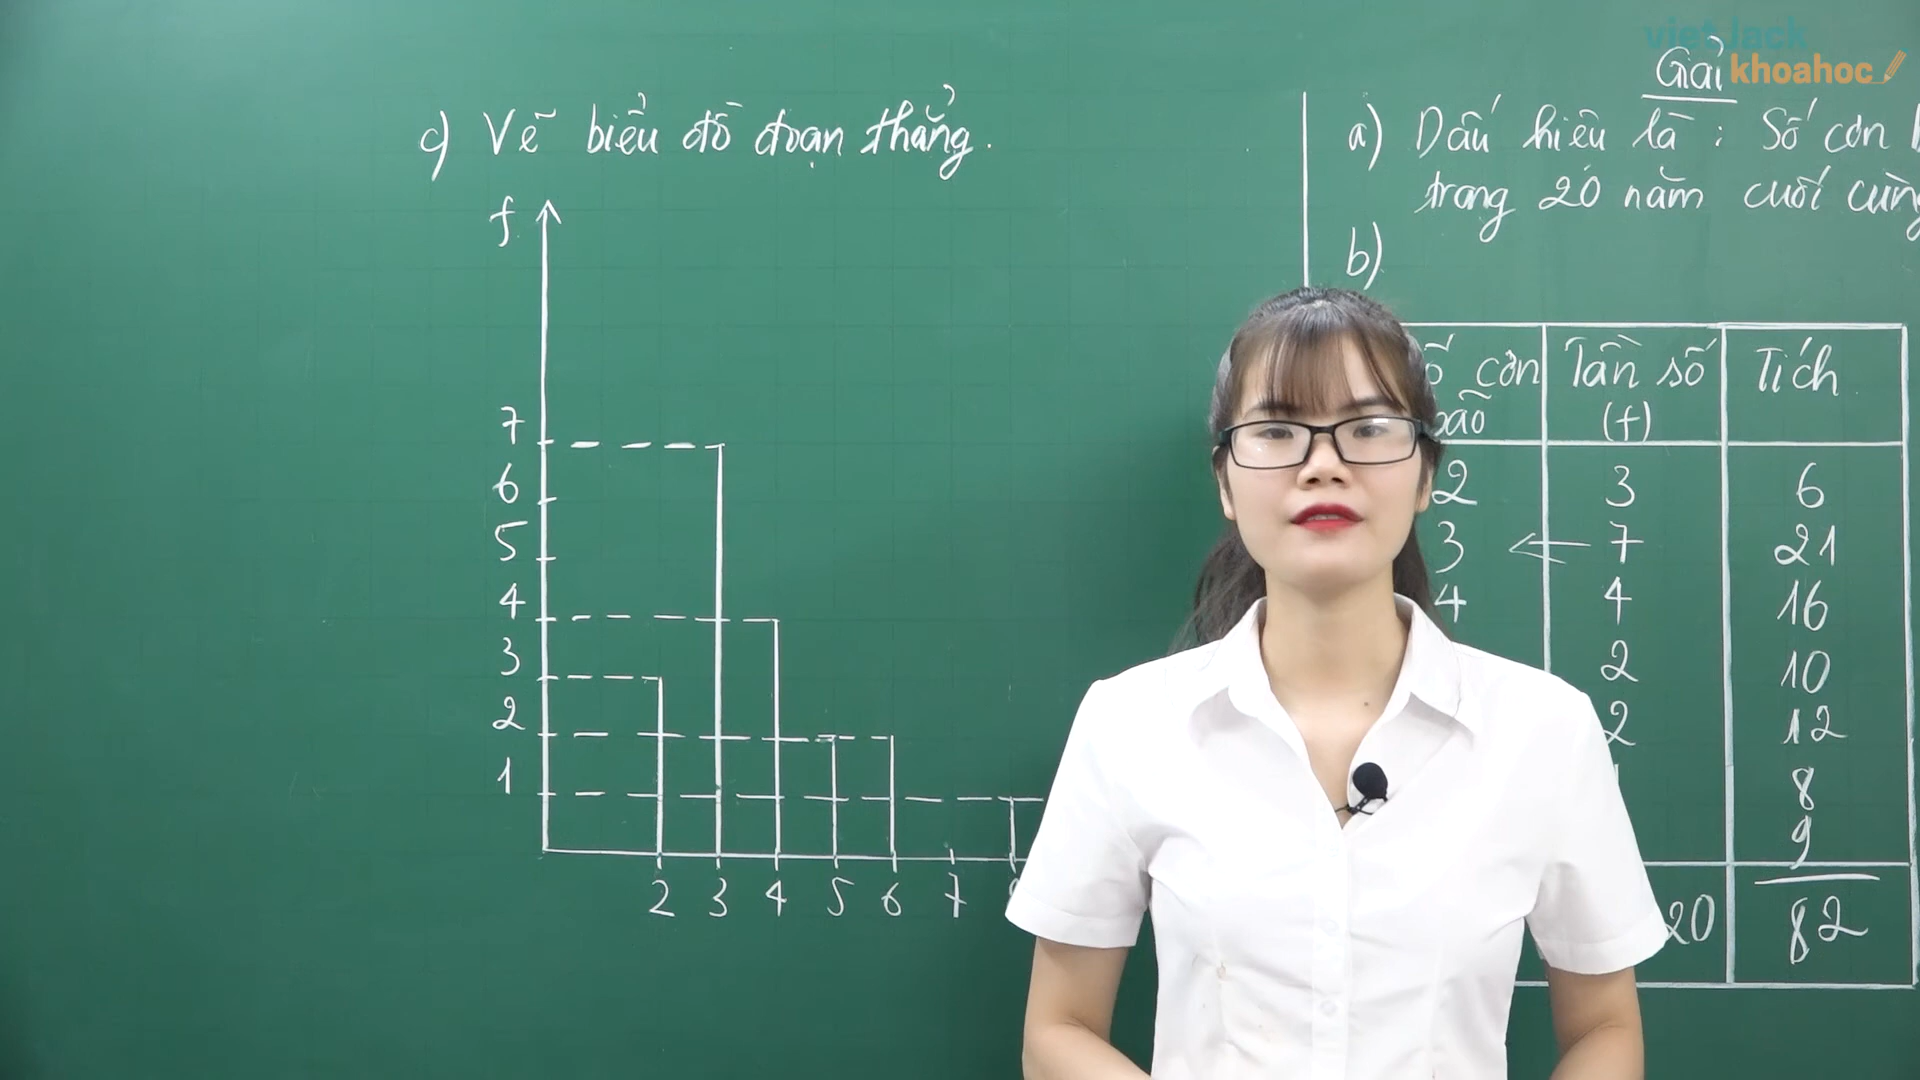 vietJack
khoahoc
c) Vẽ biểu đồ đoạn thẳng.
f
7
6
5
4
3
2
1
2 3 4 5 6 7
Giải
a) Dấu hiệu là : Số cơn
trong 20 năm cuối cùng
b)
cơn Tần số Tích
bão (f)
2 3 6
3 7 21
4 4 16
2 10
2 12
8
9
20 82